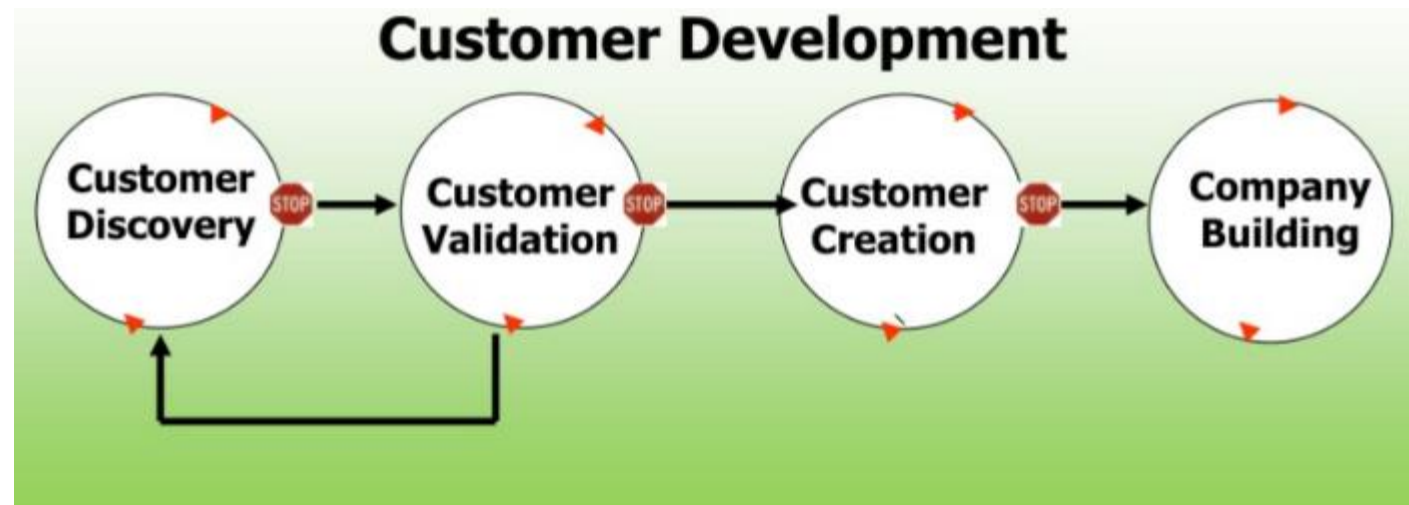 Customer Development
Customer
Discovery
STOP
Customer
Validation
STOP
Customer
Creation
STOP
Company
Building